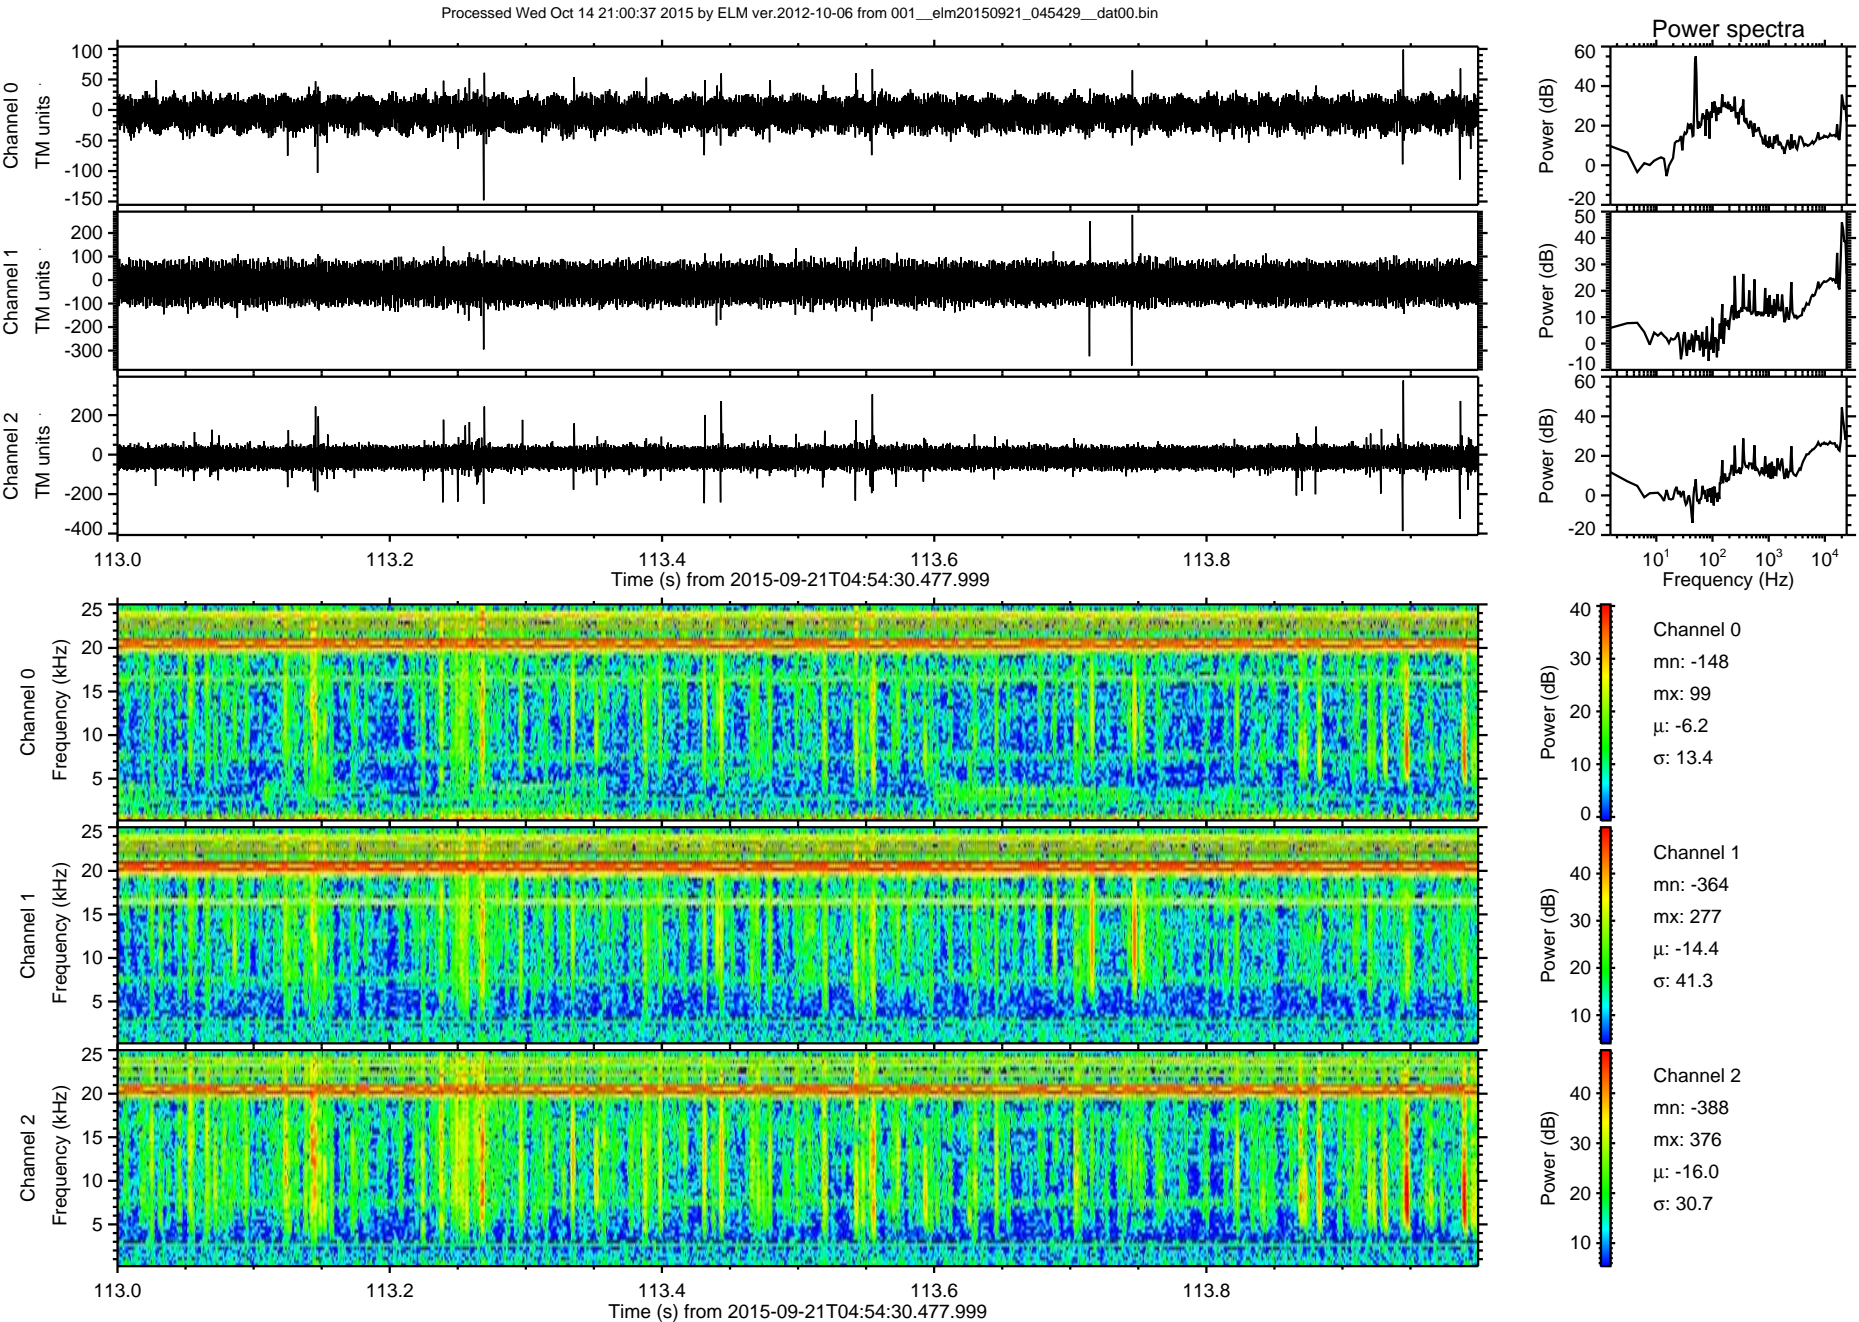 Processed Wed Oct 14 21:00:37 2015 by ELM ver.2012-10-06 from 001__elm20150921_045429__dat00.bin
Power spectra
Channel 0
TM units
100
50
0
-50
-100
-150
Power (dB)
60
40
20
0
-20
Channel 1
TM units
200
100
0
-100
-200
-300
Power (dB)
50
40
30
20
10
0
-10
Channel 2
TM units
200
0
-200
-400
Power (dB)
60
40
20
0
-20
113.0 113.2 113.4 113.6 113.8
Time (s) from 2015-09-21T04:54:30.477.999
10¹ 10² 10³ 10⁴
Frequency (Hz)
Channel 0
Frequency (kHz)
25
20
15
10
5
Power (dB)
40
30
20
10
0
Channel 0
mn: -148
mx: 99
µ: -6.2
σ: 13.4
Channel 1
Frequency (kHz)
25
20
15
10
5
Power (dB)
40
30
20
10
Channel 1
mn: -364
mx: 277
µ: -14.4
σ: 41.3
Channel 2
Frequency (kHz)
25
20
15
10
5
Power (dB)
40
30
20
10
Channel 2
mn: -388
mx: 376
µ: -16.0
σ: 30.7
113.0 113.2 113.4 113.6 113.8
Time (s) from 2015-09-21T04:54:30.477.999